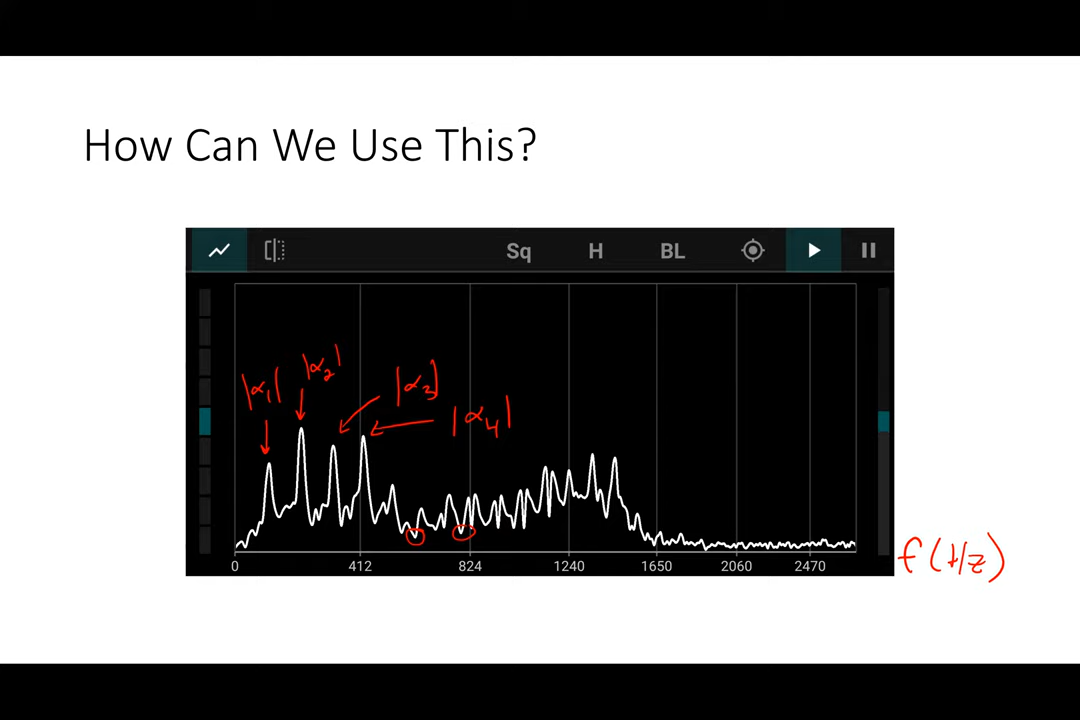 How Can We Use This?
Sq H BL
|α₁| |α₂| |α₃|
|α₄|
0 412 824 1240 1650 2060 2470
f (Hz)